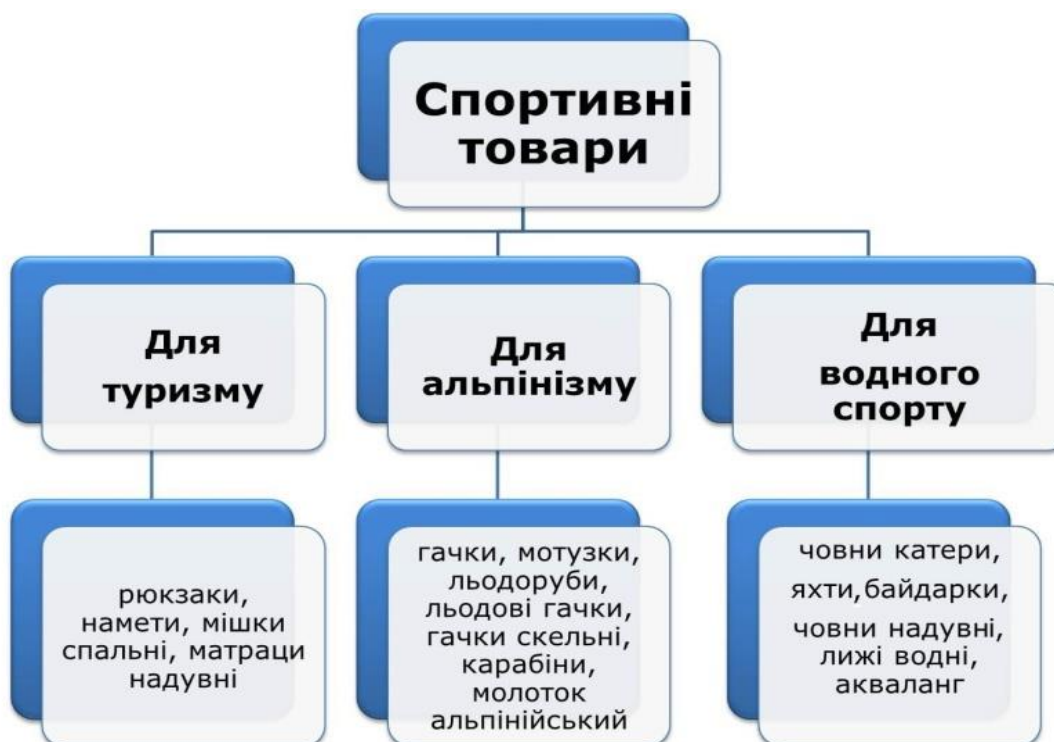 Спортивні
товари
Для
туризму
Для
альпінізму
Для
водного
спорту
рюкзаки,
намети, мішки
спальні, матраци
надувні
гачки, мотузки,
льодоруби,
льодові гачки,
гачки скельні,
карабіни,
молоток
альпінійський
човни катери,
яхти,байдарки,
човни надувні,
лижі водні,
акваланг